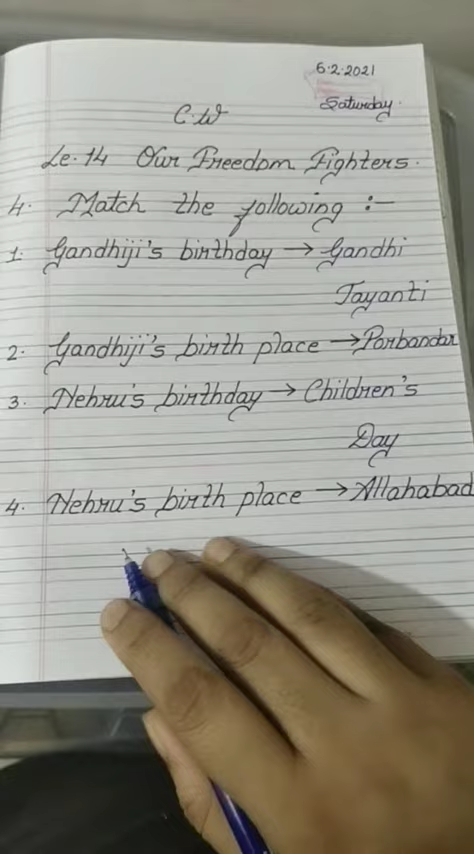 6.2.2021
Saturday.
C.W
Le.14 Our Freedom Fighters.
4. Match the following :-
1. Gandhiji's birthday → Gandhi
Jayanti
2. Gandhiji's birth place → Porbandar
3. Nehru's birthday → Children's
Day
4. Nehru's birth place → Allahabad